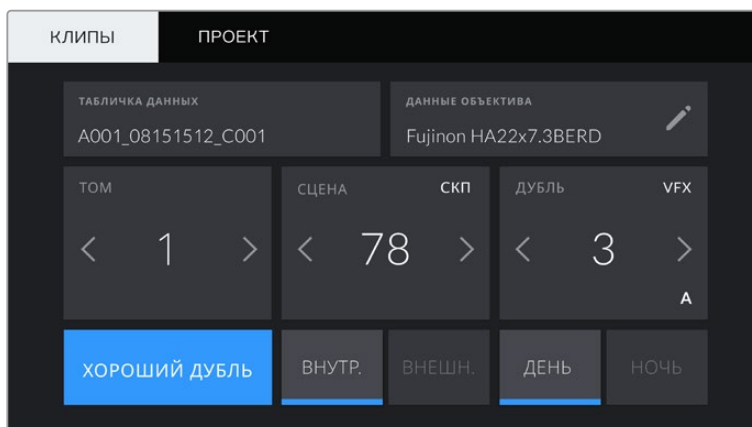 КЛИПЫ ПРОЕКТ
ТАБЛИЧКА ДАННЫХ ДАННЫЕ ОБЪЕКТИВА
A001_08151512_C001 Fujinon HA22x7.3BERD
ТОМ СЦЕНА СКП ДУБЛЬ VFX
< 1 > < 78 > < 3 >
A
ХОРОШИЙ ДУБЛЬ ВНУТР. ВНЕШН. ДЕНЬ НОЧЬ